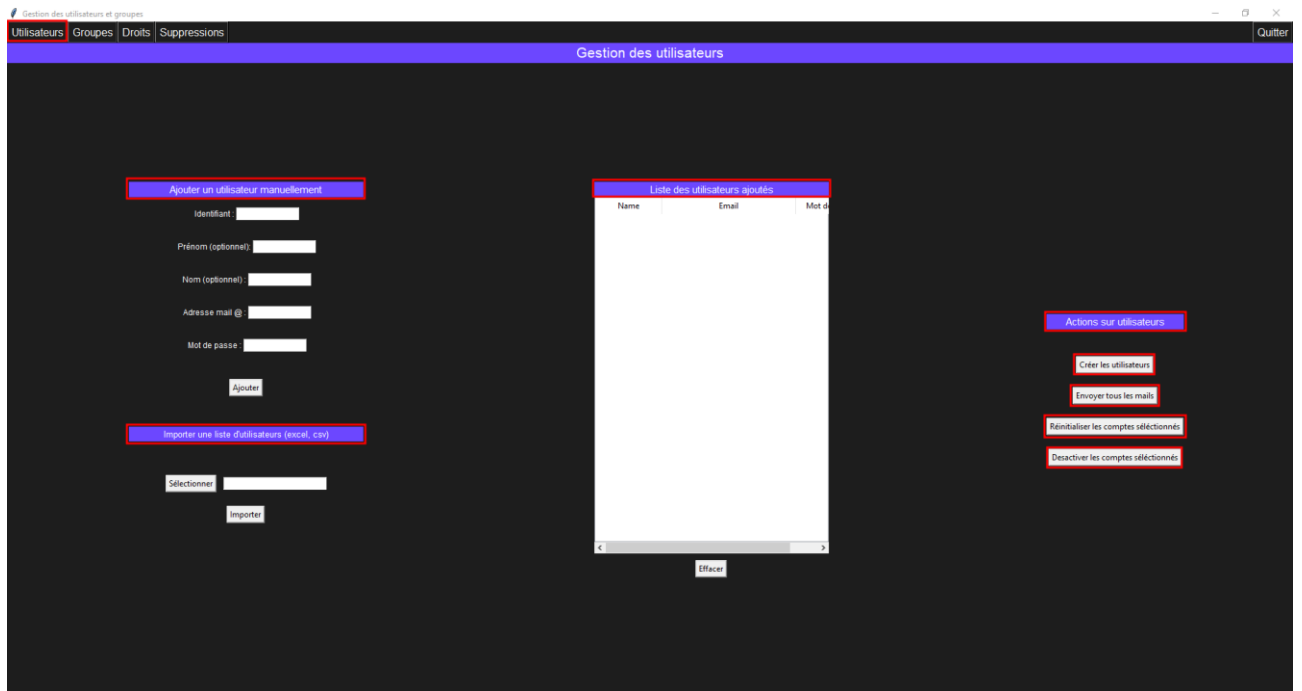 Gestion des utilisateurs et groupes
Utilisateurs Groupes Droits Suppressions Quitter
Gestion des utilisateurs
Ajouter un utilisateur manuellement
Identifiant :
Prénom (optionnel):
Nom (optionnel) :
Adresse mail @ :
Mot de passe :
Ajouter
Importer une liste d'utilisateurs (excel, csv)
Sélectionner
Importer
Liste des utilisateurs ajoutés
Name Email Mot d
Effacer
Actions sur utilisateurs
Créer les utilisateurs
Envoyer tous les mails
Réinitialiser les comptes séléctionnés
Desactiver les comptes séléctionnés